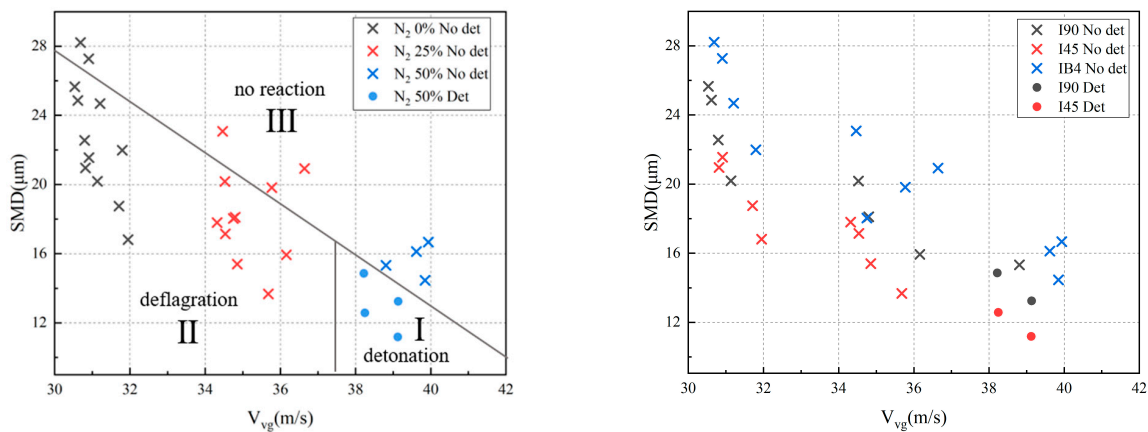 N₂ 0% No det
N₂ 25% No det
N₂ 50% No det
N₂ 50% Det
no reaction
III
deflagration
II
I
detonation
28
24
20
16
12
SMD(μm)
30 32 34 36 38 40 42
V_vg(m/s)
I90 No det
I45 No det
IB4 No det
I90 Det
I45 Det
28
24
20
16
12
SMD(μm)
30 32 34 36 38 40 42
V_vg(m/s)